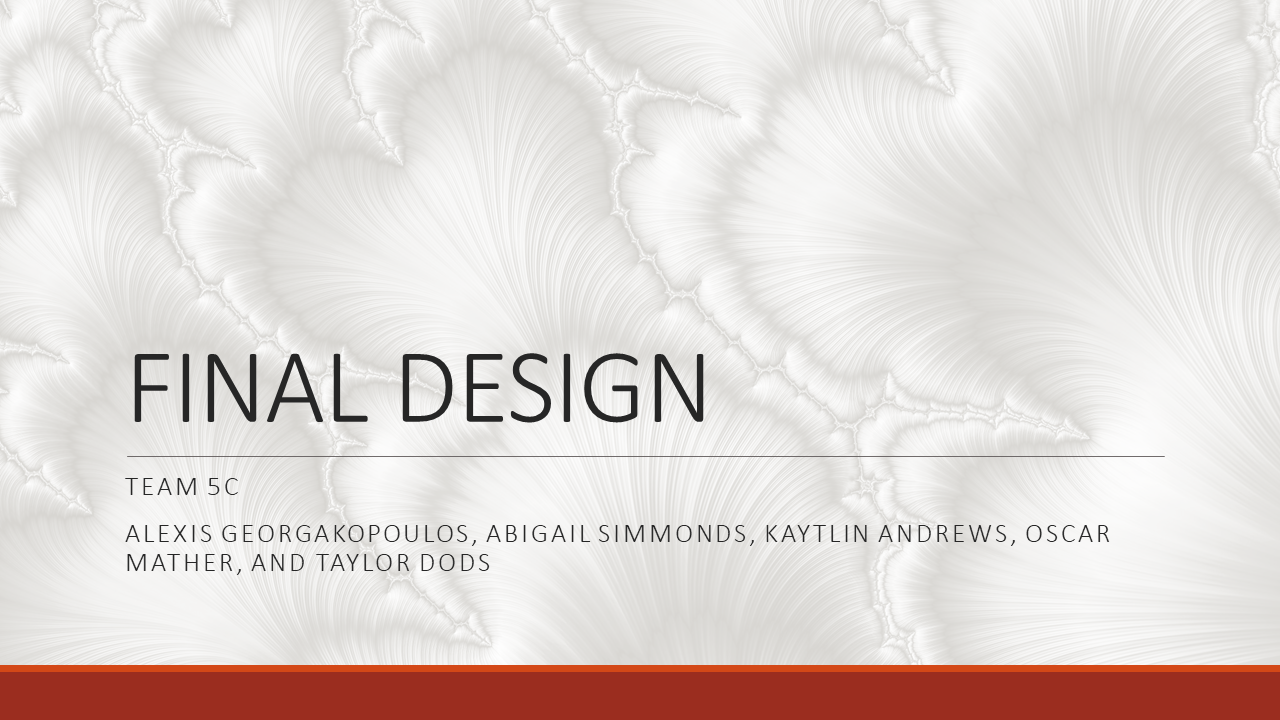 FINAL DESIGN
TEAM 5C
ALEXIS GEORGAKOPOULOS, ABIGAIL SIMMONDS, KAYTLIN ANDREWS, OSCAR
MATHER, AND TAYLOR DODS